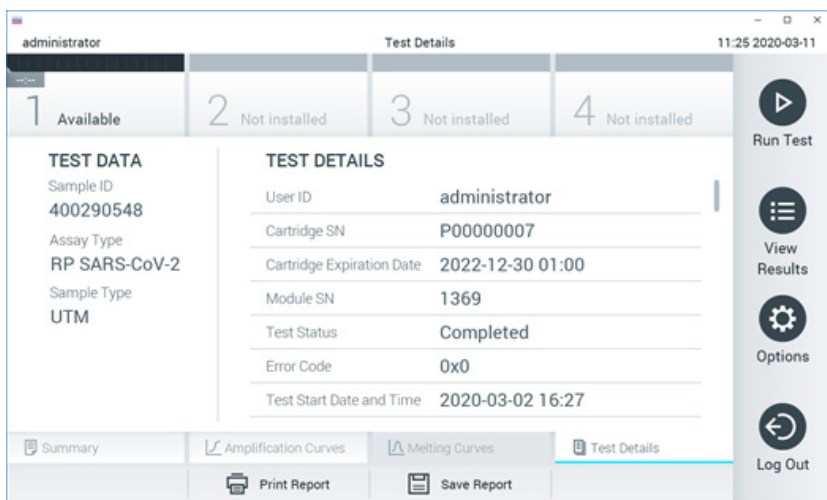 administrator
Test Details
11:25 2020-03-11
--:--
1 Available
2 Not installed
3 Not installed
4 Not installed
TEST DATA
Sample ID
400290548
Assay Type
RP SARS-CoV-2
Sample Type
UTM
TEST DETAILS
User ID administrator
Cartridge SN P00000007
Cartridge Expiration Date 2022-12-30 01:00
Module SN 1369
Test Status Completed
Error Code 0x0
Test Start Date and Time 2020-03-02 16:27
Run Test
View
Results
Options
Log Out
Summary
Amplification Curves
Melting Curves
Test Details
Print Report
Save Report